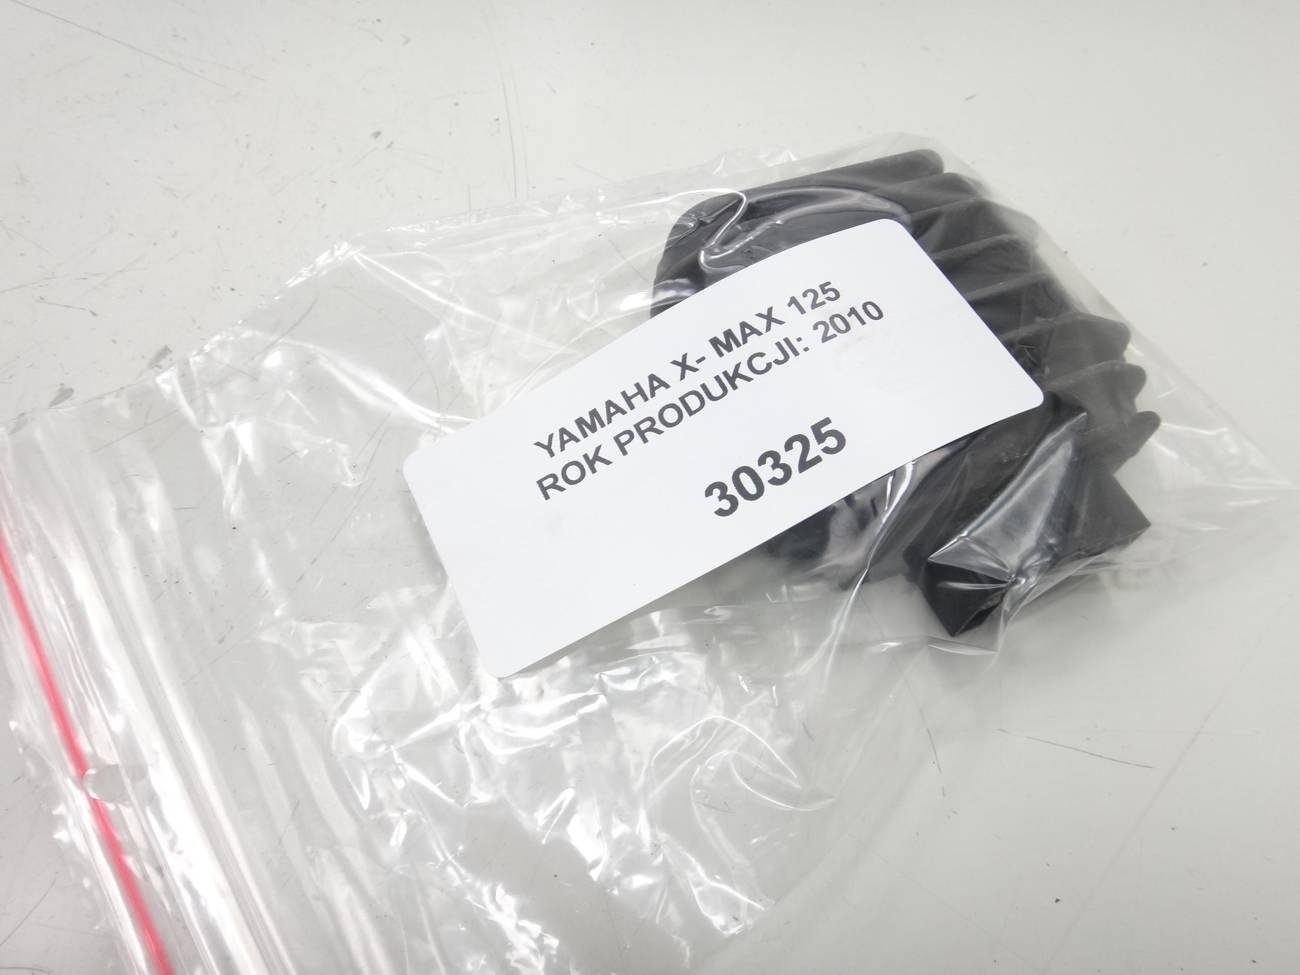 YAMAHA X- MAX 125
ROK PRODUKCJI: 2010
30325